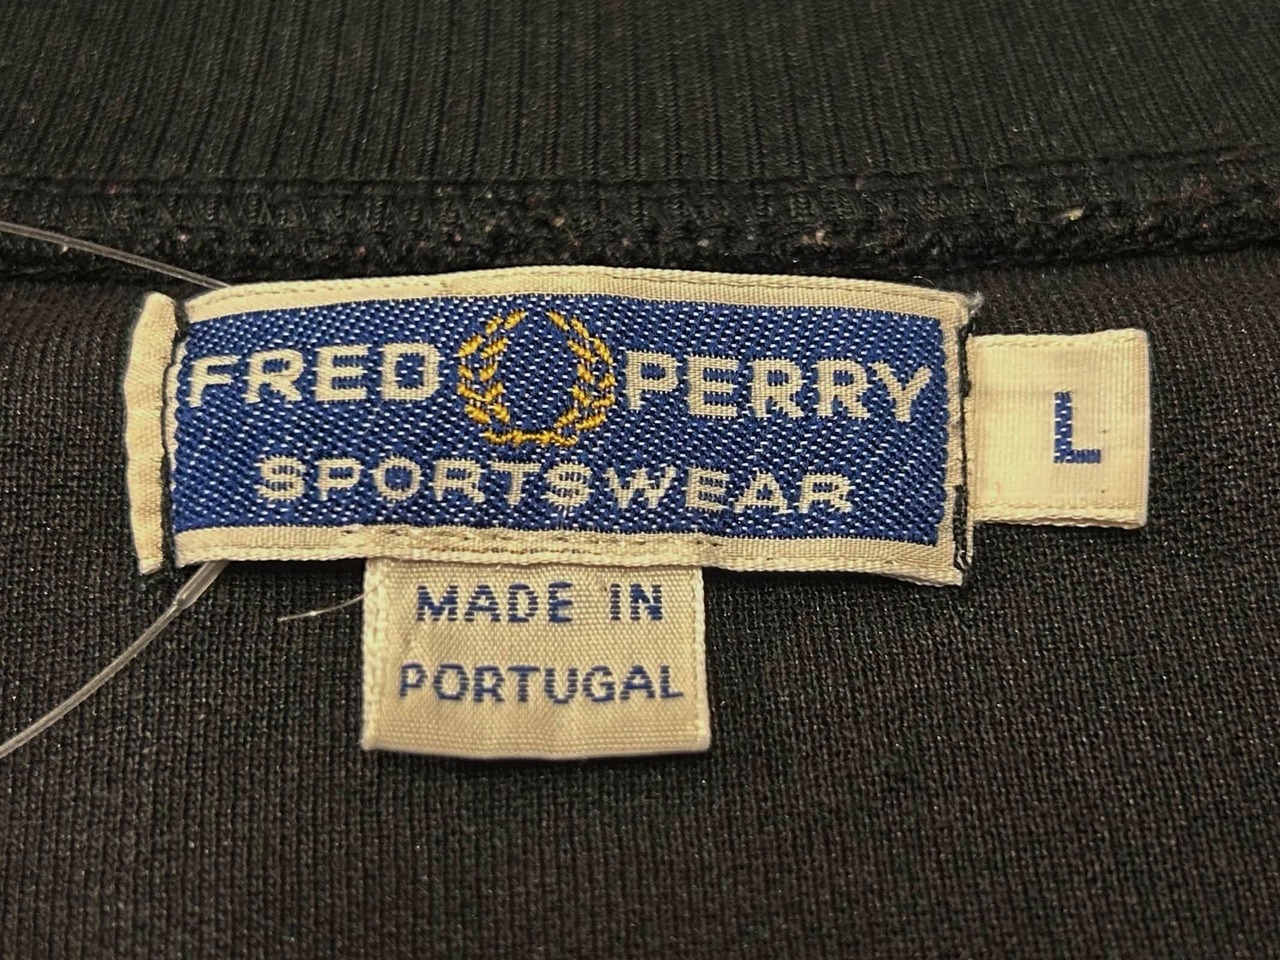 FRED PERRY
SPORTSWEAR
L
MADE IN
PORTUGAL